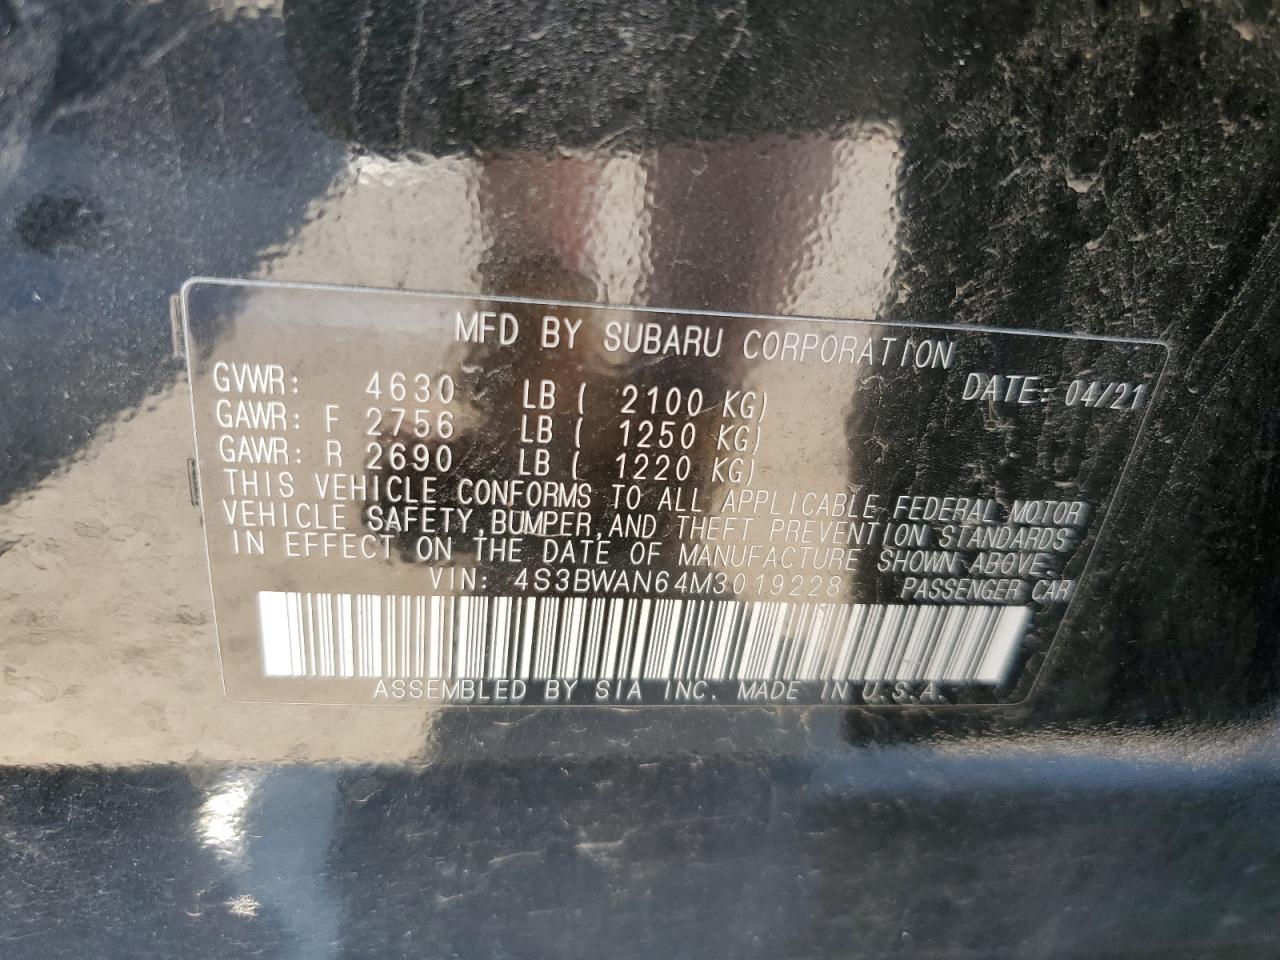 MFD BY SUBARU CORPORATION
GVWR: 4630 LB ( 2100 KG) DATE: 04/21
GAWR: F 2756 LB ( 1250 KG)
GAWR: R 2690 LB ( 1220 KG)
THIS VEHICLE CONFORMS TO ALL APPLICABLE FEDERAL MOTOR
VEHICLE SAFETY,BUMPER,AND THEFT PREVENTION STANDARDS
IN EFFECT ON THE DATE OF MANUFACTURE SHOWN ABOVE.
VIN: 4S3BWAN64M3019228 PASSENGER CAR
ASSEMBLED BY SIA INC. MADE IN U.S.A.